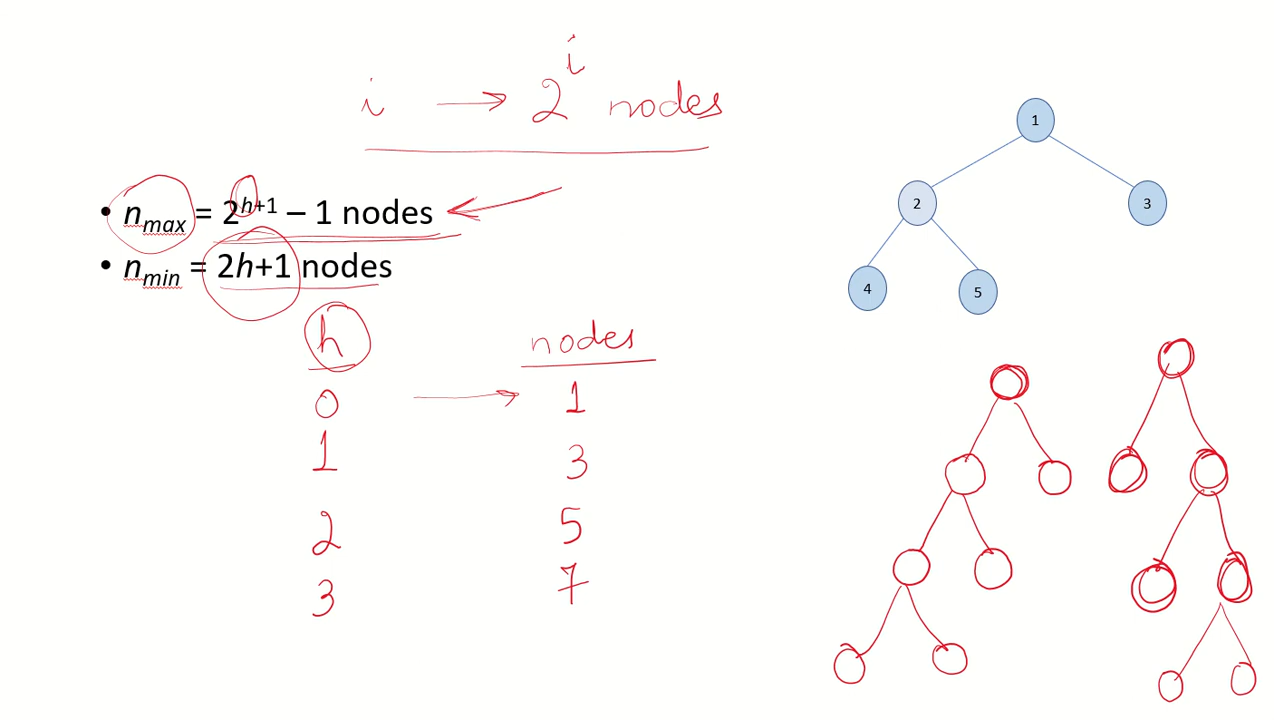 i → 2^i nodes
• n_max = 2^(h+1) – 1 nodes
• n_min = 2h+1 nodes
h nodes
0 → 1
1 3
2 5
3 7
1
2 3
4 5